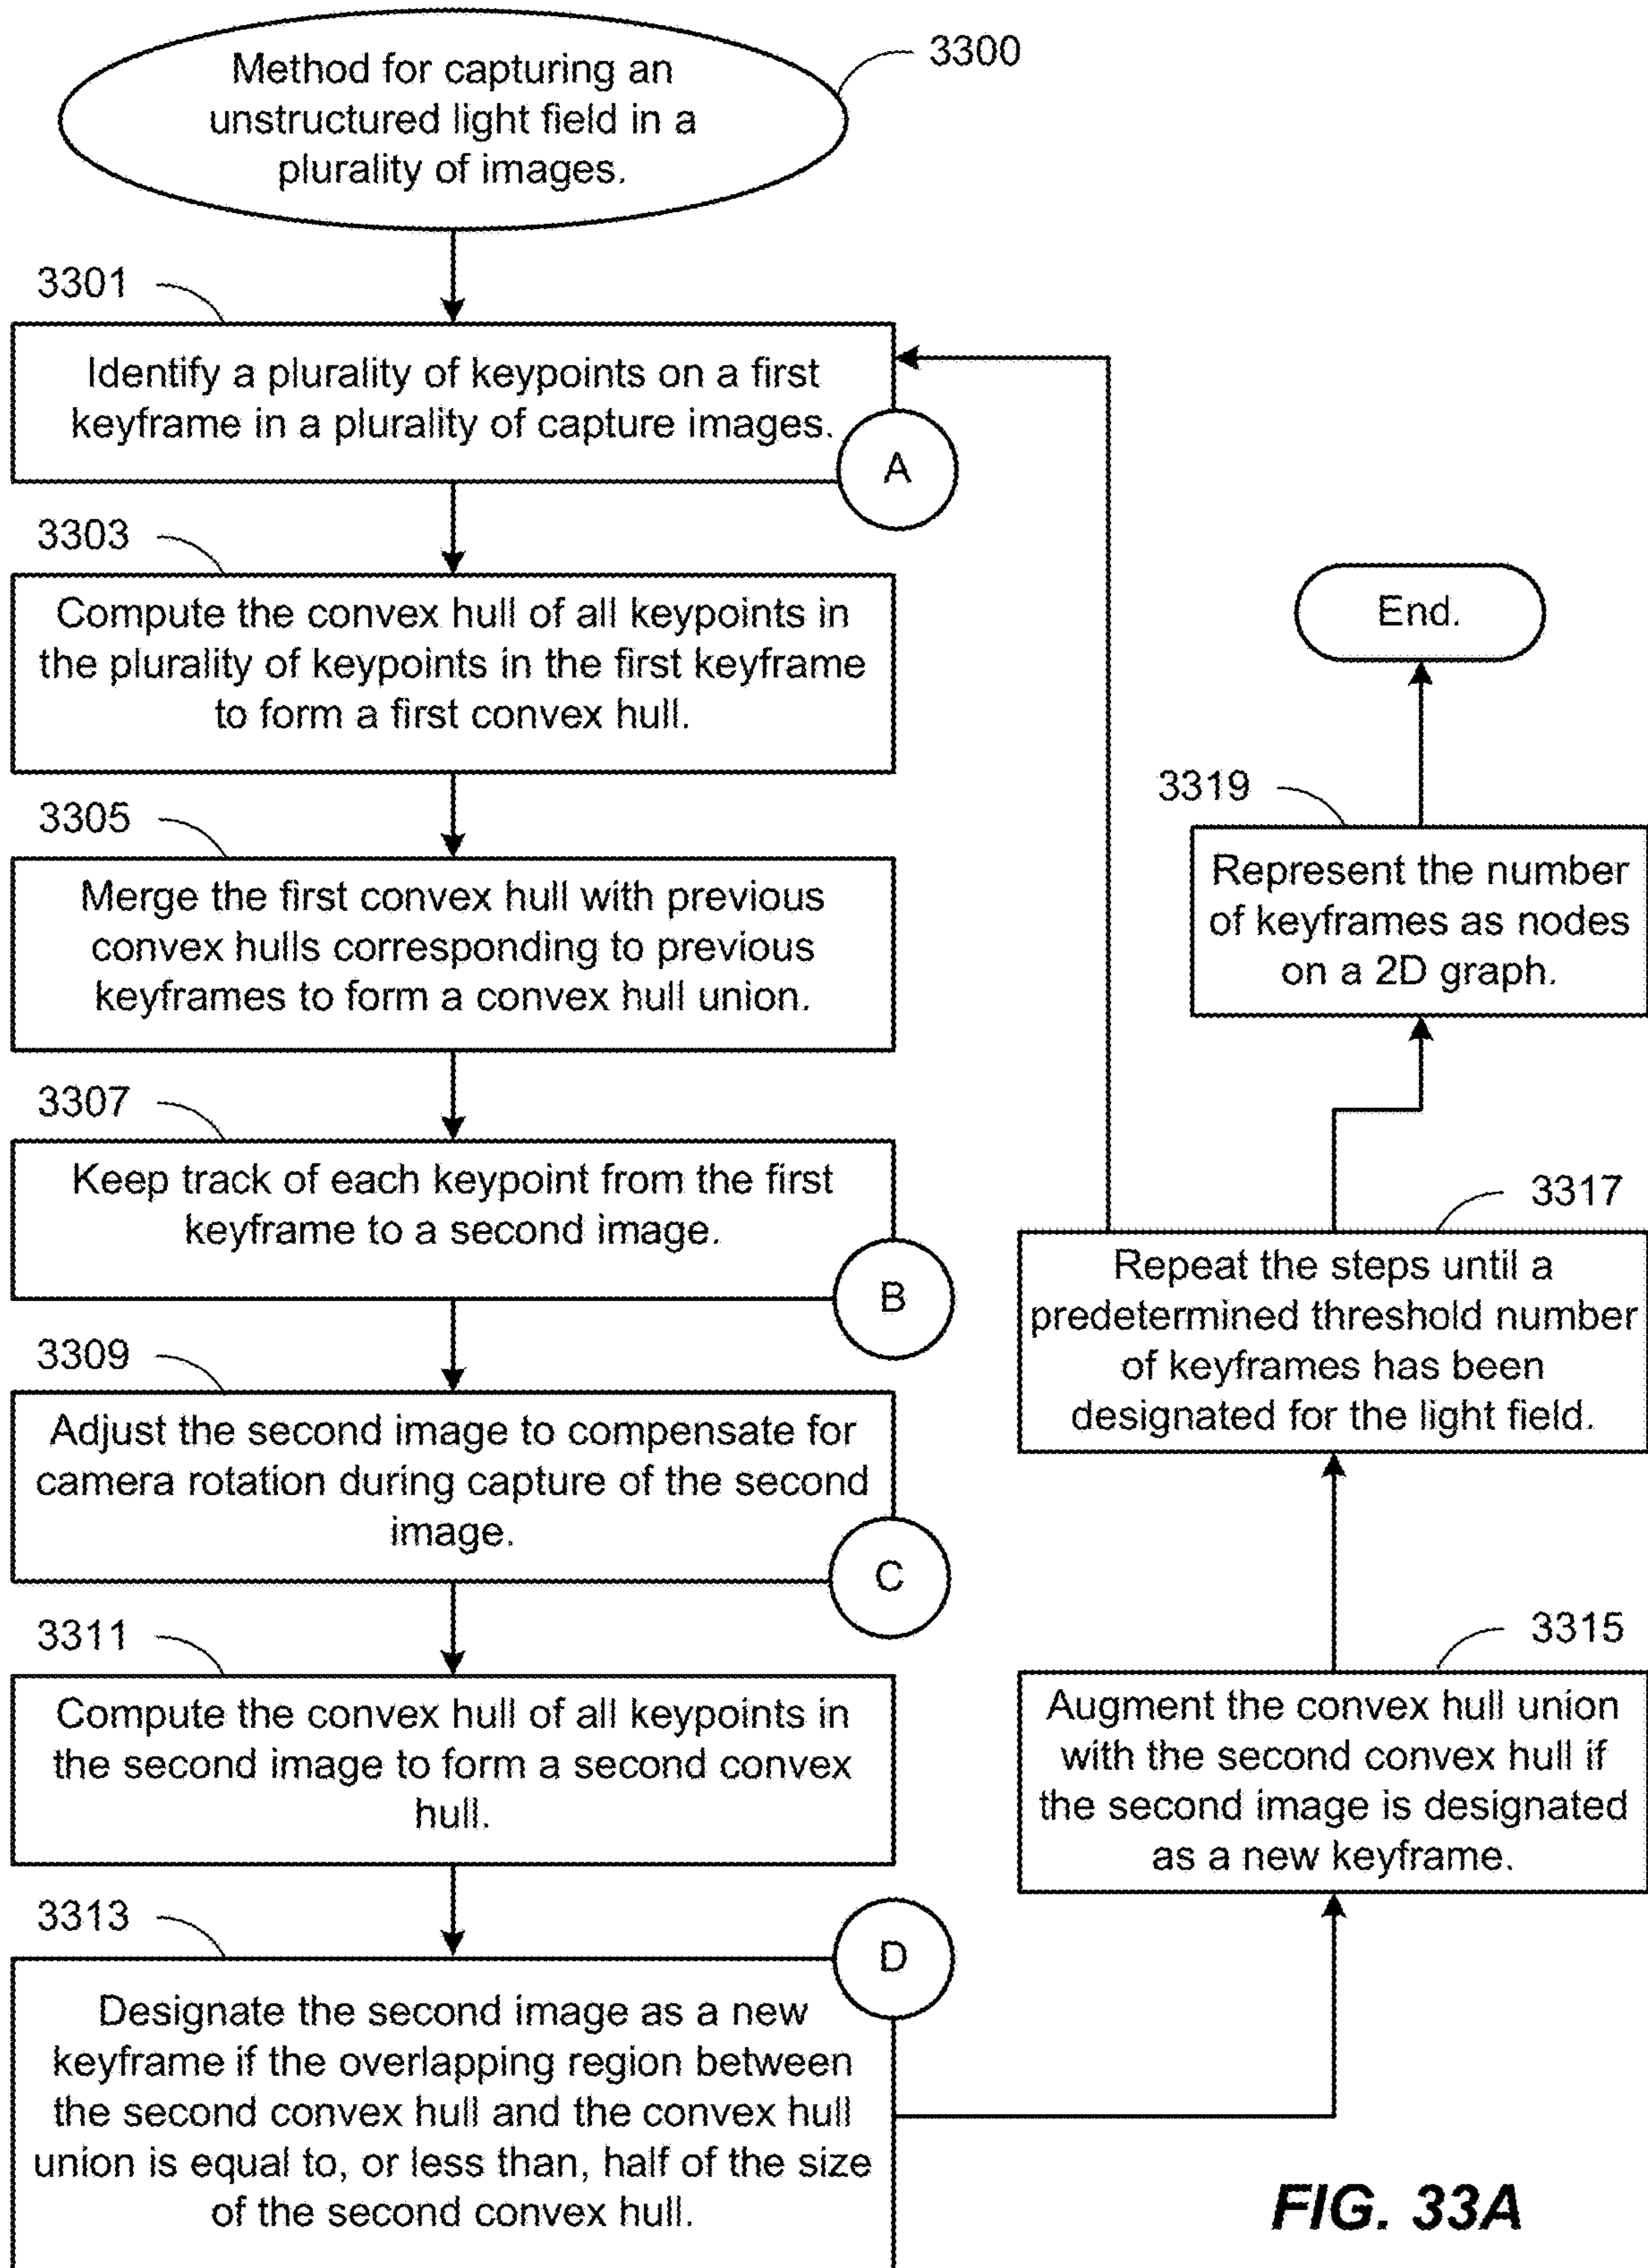 Method for capturing an
unstructured light field in a
plurality of images.
3300
3301
Identify a plurality of keypoints on a first
keyframe in a plurality of capture images.
A
3303
Compute the convex hull of all keypoints in
the plurality of keypoints in the first keyframe
to form a first convex hull.
3305
Merge the first convex hull with previous
convex hulls corresponding to previous
keyframes to form a convex hull union.
3307
Keep track of each keypoint from the first
keyframe to a second image.
B
3309
Adjust the second image to compensate for
camera rotation during capture of the second
image.
C
3311
Compute the convex hull of all keypoints in
the second image to form a second convex
hull.
3313
D
Designate the second image as a new
keyframe if the overlapping region between
the second convex hull and the convex hull
union is equal to, or less than, half of the size
of the second convex hull.
3315
Augment the convex hull union
with the second convex hull if
the second image is designated
as a new keyframe.
3317
Repeat the steps until a
predetermined threshold number
of keyframes has been
designated for the light field.
3319
Represent the number
of keyframes as nodes
on a 2D graph.
End.
FIG. 33A